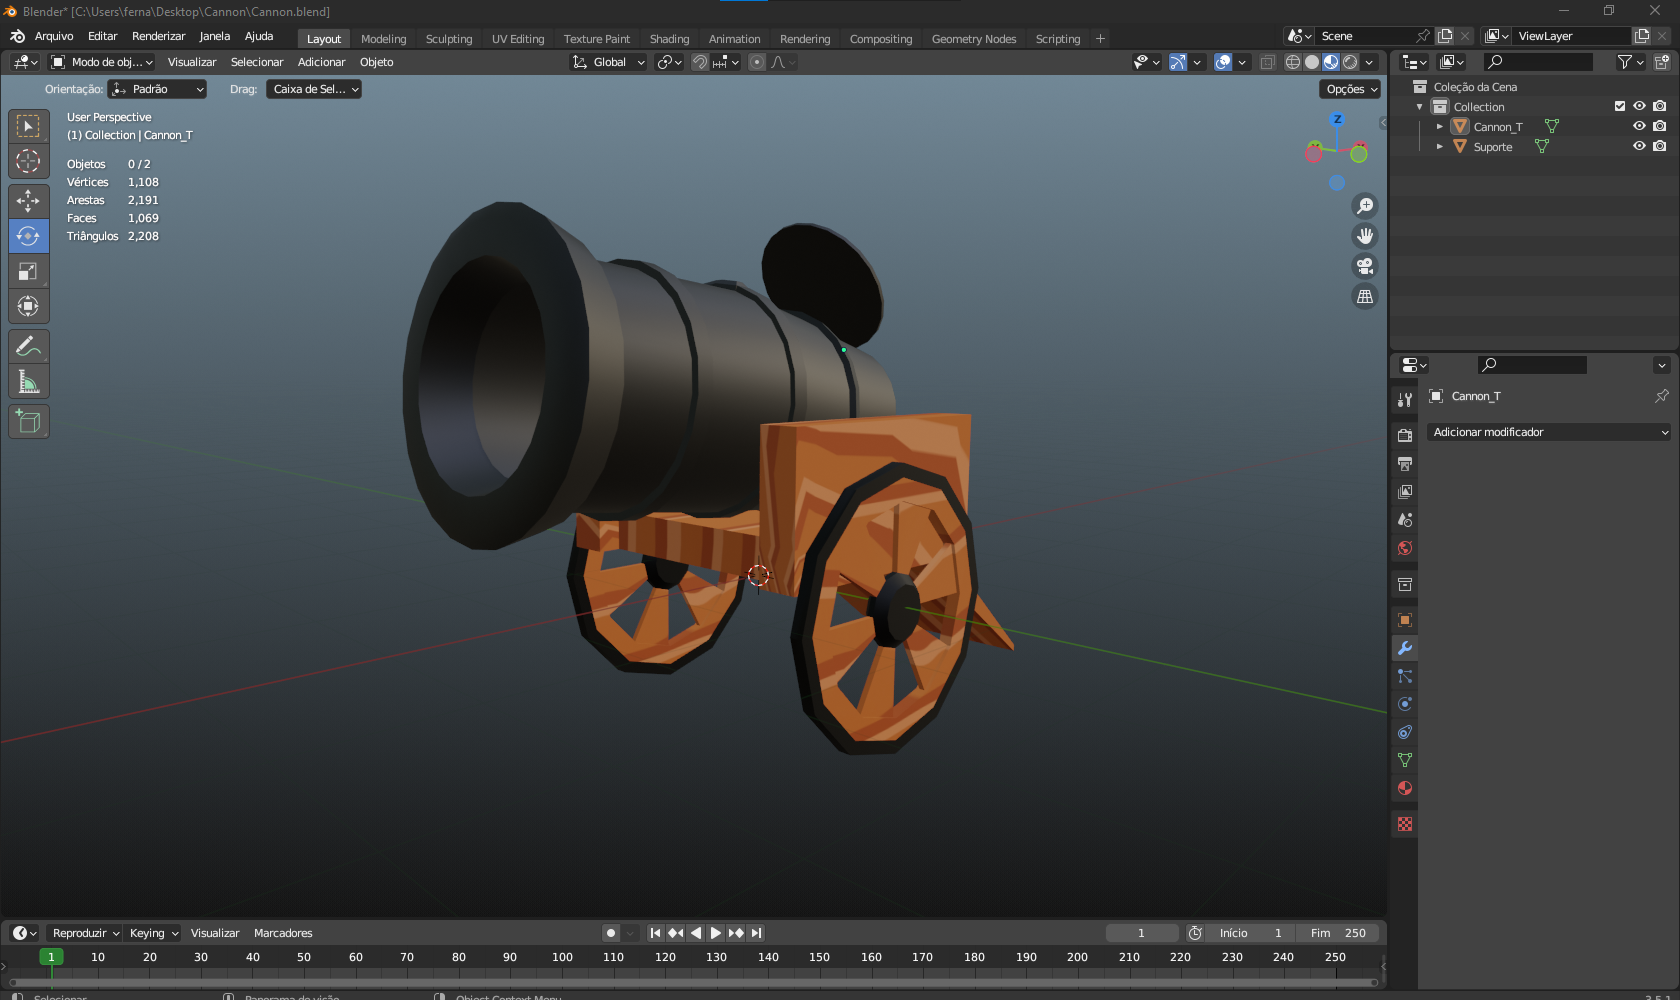 Blender* [C:\Users\ferna\Desktop\Cannon\Cannon.blend]
Arquivo Editar Renderizar Janela Ajuda Layout Modeling Sculpting UV Editing Texture Paint Shading Animation Rendering Compositing Geometry Nodes Scripting + Scene ViewLayer
Modo de obj... Visualizar Selecionar Adicionar Objeto Global
Orientação: Padrão Drag: Caixa de Sel... Opções
User Perspective
(1) Collection | Cannon_T
Objetos 0 / 2
Vértices 1,108
Arestas 2,191
Faces 1,069
Triângulos 2,208
Z
Coleção da Cena
Collection
Cannon_T
Suporte
Cannon_T
Adicionar modificador
Reproduzir Keying Visualizar Marcadores 1 Início 1 Fim 250
1 10 20 30 40 50 60 70 80 90 100 110 120 130 140 150 160 170 180 190 200 210 220 230 240 250
Selecionar Panorama de visão Object Context Menu 3.5.1